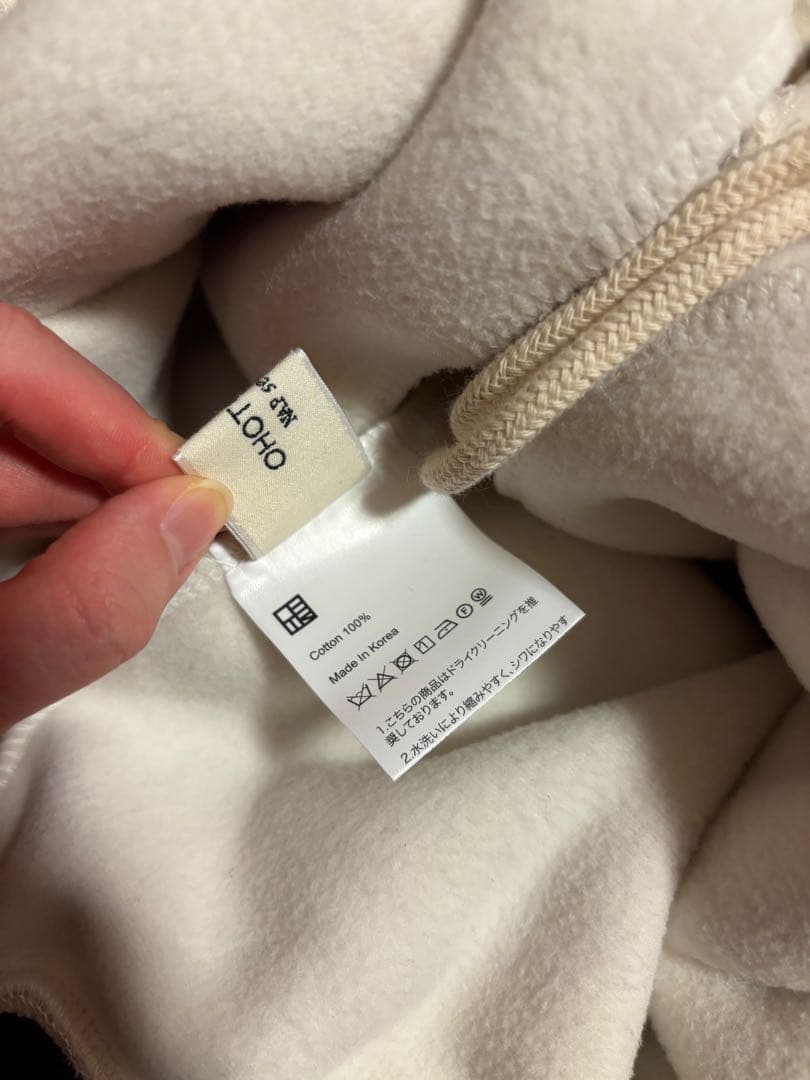 OHOT
NAP se
Cotton 100%
Made in Korea
F
W
1.こちらの商品はドライクリーニングを推
奨しております。
2.水洗いにより縮みやすく、シワになりやす